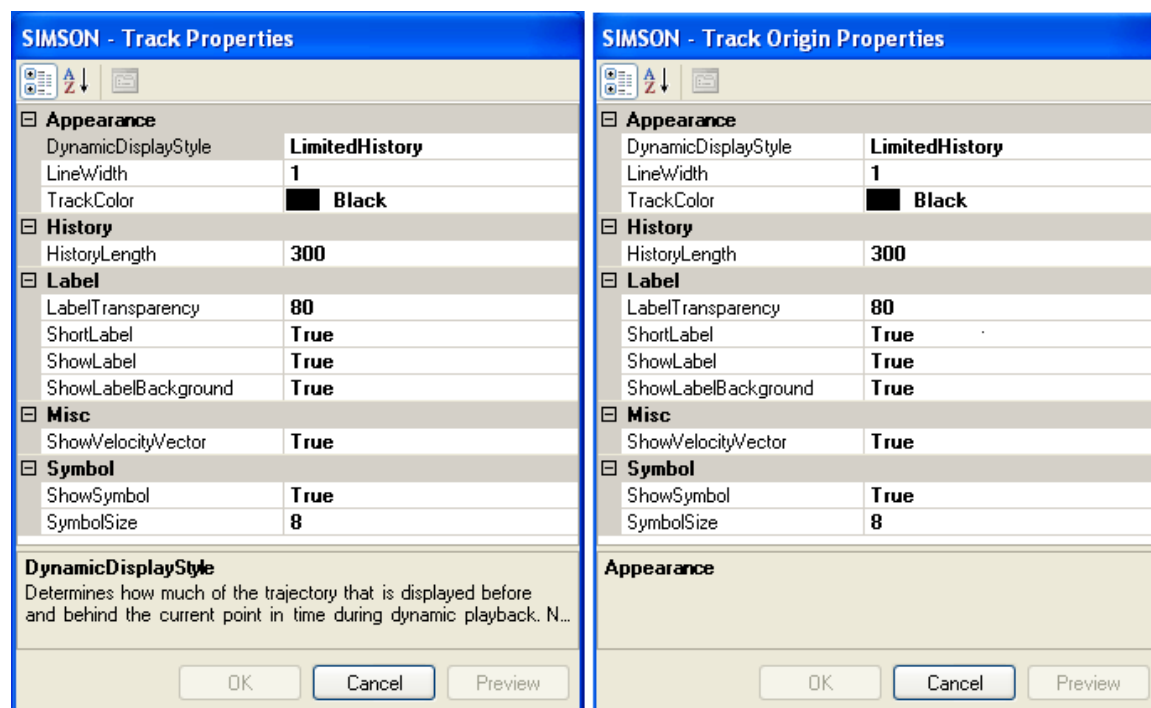 SIMSON - Track Properties
Appearance
DynamicDisplayStyle LimitedHistory
LineWidth 1
TrackColor Black
History
HistoryLength 300
Label
LabelTransparency 80
ShortLabel True
ShowLabel True
ShowLabelBackground True
Misc
ShowVelocityVector True
Symbol
ShowSymbol True
SymbolSize 8
DynamicDisplayStyle
Determines how much of the trajectory that is displayed before
and behind the current point in time during dynamic playback. N...
OK Cancel Preview
SIMSON - Track Origin Properties
Appearance
DynamicDisplayStyle LimitedHistory
LineWidth 1
TrackColor Black
History
HistoryLength 300
Label
LabelTransparency 80
ShortLabel True
ShowLabel True
ShowLabelBackground True
Misc
ShowVelocityVector True
Symbol
ShowSymbol True
SymbolSize 8
Appearance
OK Cancel Preview